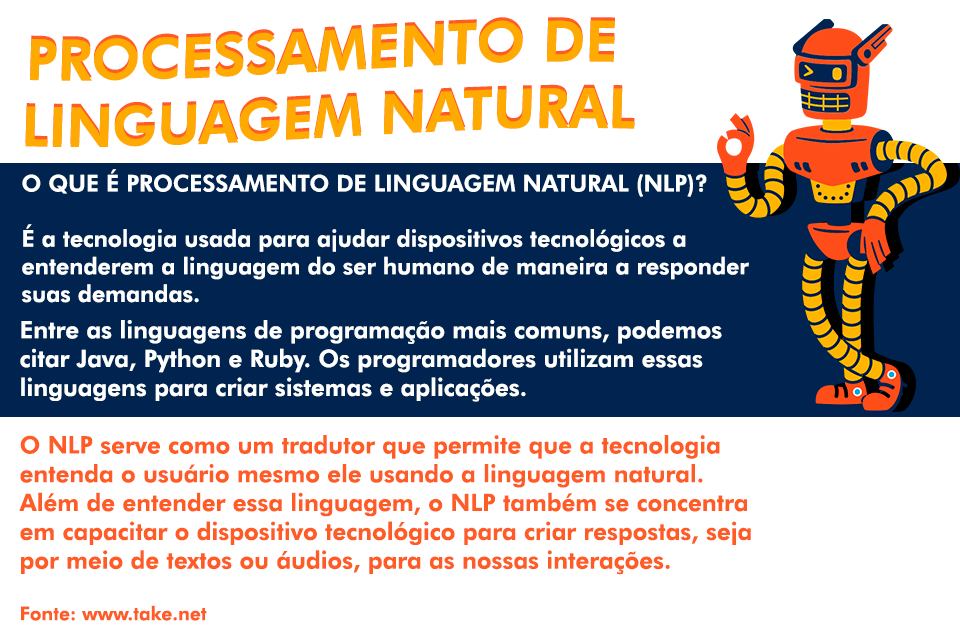 PROCESSAMENTO DE
LINGUAGEM NATURAL
O QUE É PROCESSAMENTO DE LINGUAGEM NATURAL (NLP)?
É a tecnologia usada para ajudar dispositivos tecnológicos a
entenderem a linguagem do ser humano de maneira a responder
suas demandas.
Entre as linguagens de programação mais comuns, podemos
citar Java, Python e Ruby. Os programadores utilizam essas
linguagens para criar sistemas e aplicações.
O NLP serve como um tradutor que permite que a tecnologia
entenda o usuário mesmo ele usando a linguagem natural.
Além de entender essa linguagem, o NLP também se concentra
em capacitar o dispositivo tecnológico para criar respostas, seja
por meio de textos ou áudios, para as nossas interações.
Fonte: www.take.net